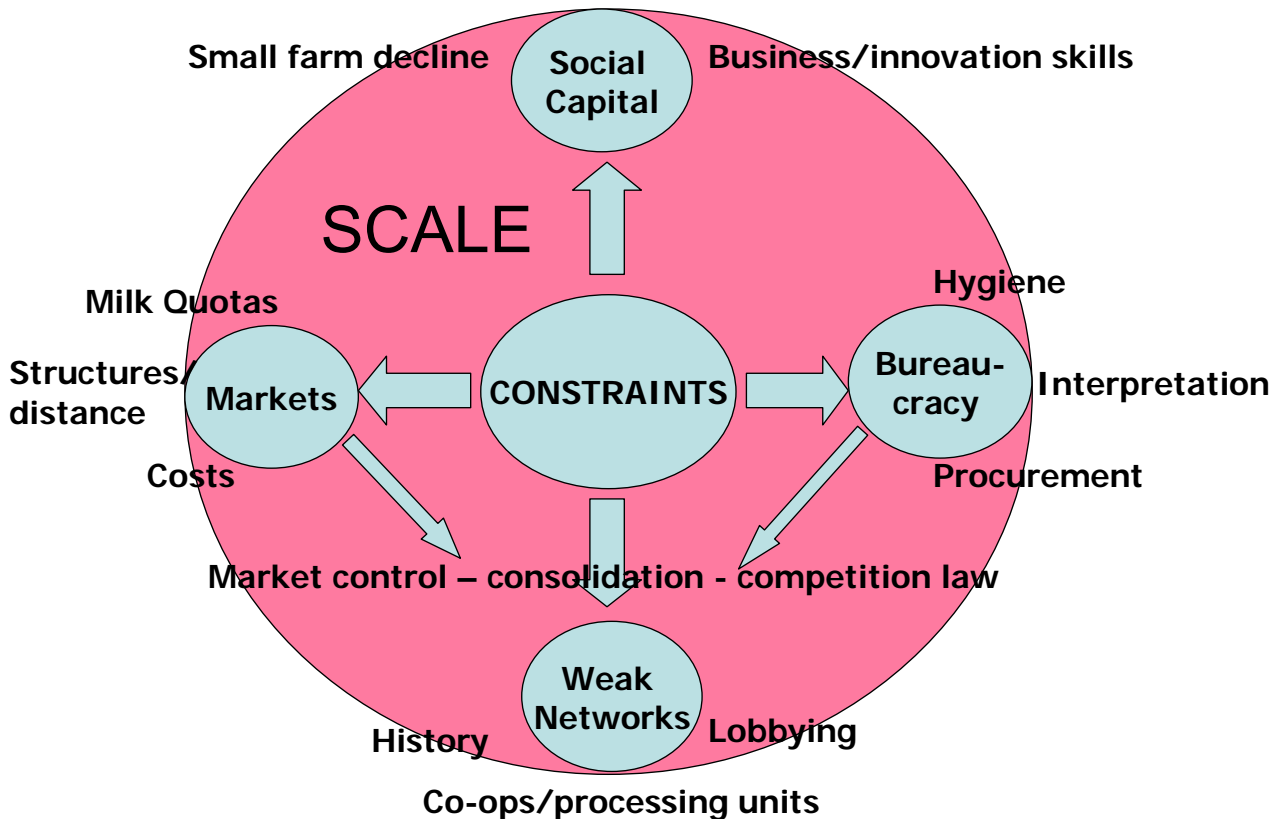 Small farm decline
Social
Capital
Business/innovation skills
SCALE
Milk Quotas
Hygiene
Structures/
distance
Markets
CONSTRAINTS
Bureau-
cracy
Interpretation
Costs
Procurement
Market control – consolidation - competition law
Weak
Networks
History
Lobbying
Co-ops/processing units